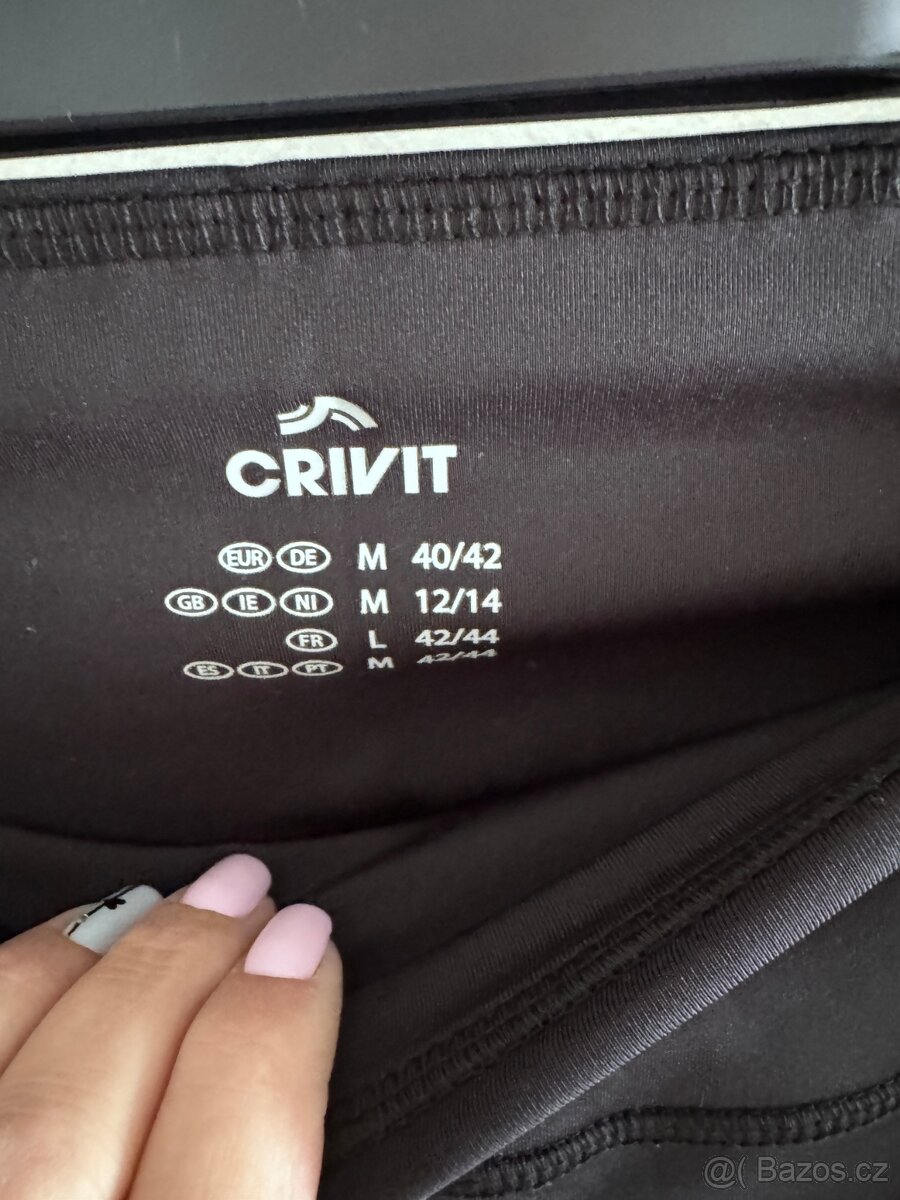 CRIVIT
EUR DE M 40/42
GB IE NI M 12/14
FR L 42/44
ES IT PT M 42/44
@( Bazos.cz